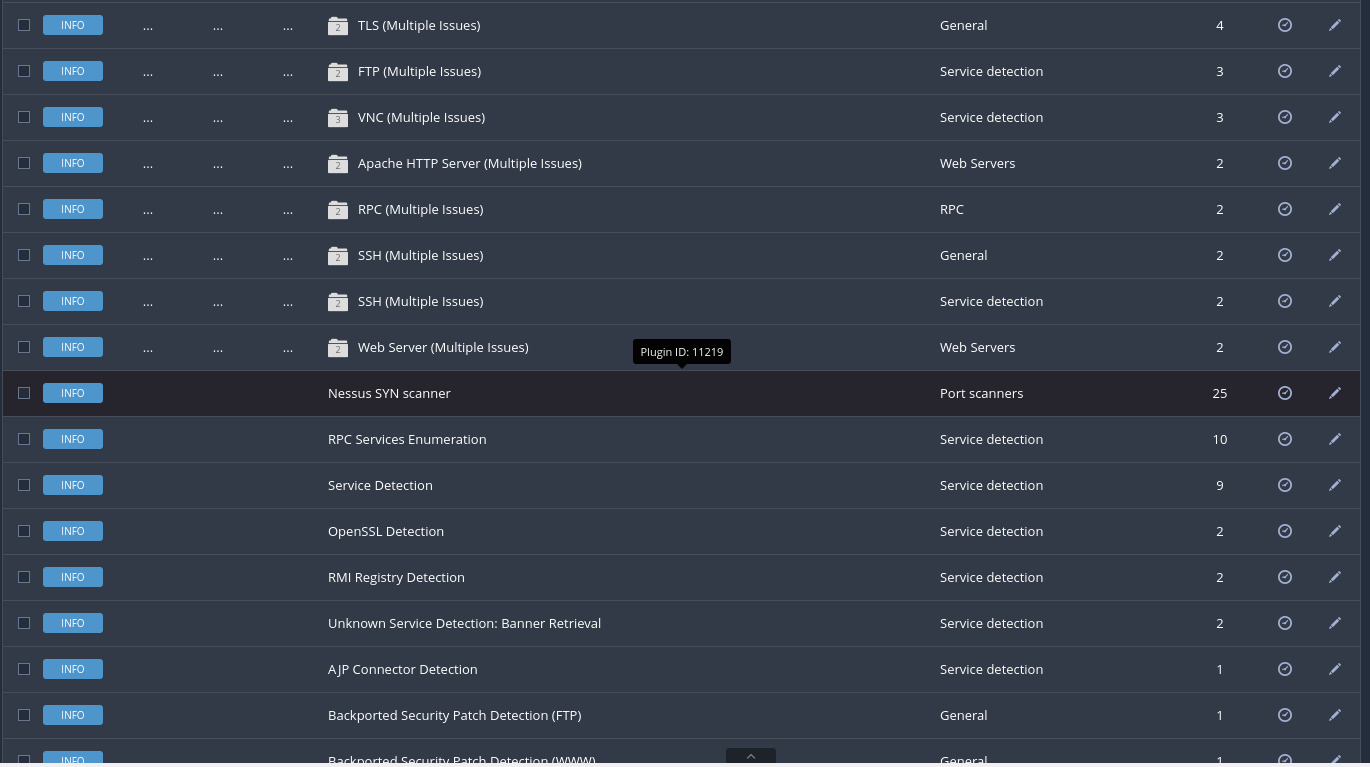 INFO ... ... ... 2 TLS (Multiple Issues) General 4
INFO ... ... ... 2 FTP (Multiple Issues) Service detection 3
INFO ... ... ... 3 VNC (Multiple Issues) Service detection 3
INFO ... ... ... 2 Apache HTTP Server (Multiple Issues) Web Servers 2
INFO ... ... ... 2 RPC (Multiple Issues) RPC 2
INFO ... ... ... 2 SSH (Multiple Issues) General 2
INFO ... ... ... 2 SSH (Multiple Issues) Service detection 2
INFO ... ... ... 2 Web Server (Multiple Issues) Web Servers 2
Plugin ID: 11219
INFO Nessus SYN scanner Port scanners 25
INFO RPC Services Enumeration Service detection 10
INFO Service Detection Service detection 9
INFO OpenSSL Detection Service detection 2
INFO RMI Registry Detection Service detection 2
INFO Unknown Service Detection: Banner Retrieval Service detection 2
INFO AJP Connector Detection Service detection 1
INFO Backported Security Patch Detection (FTP) General 1
INFO Backported Security Patch Detection (WWW) General 1